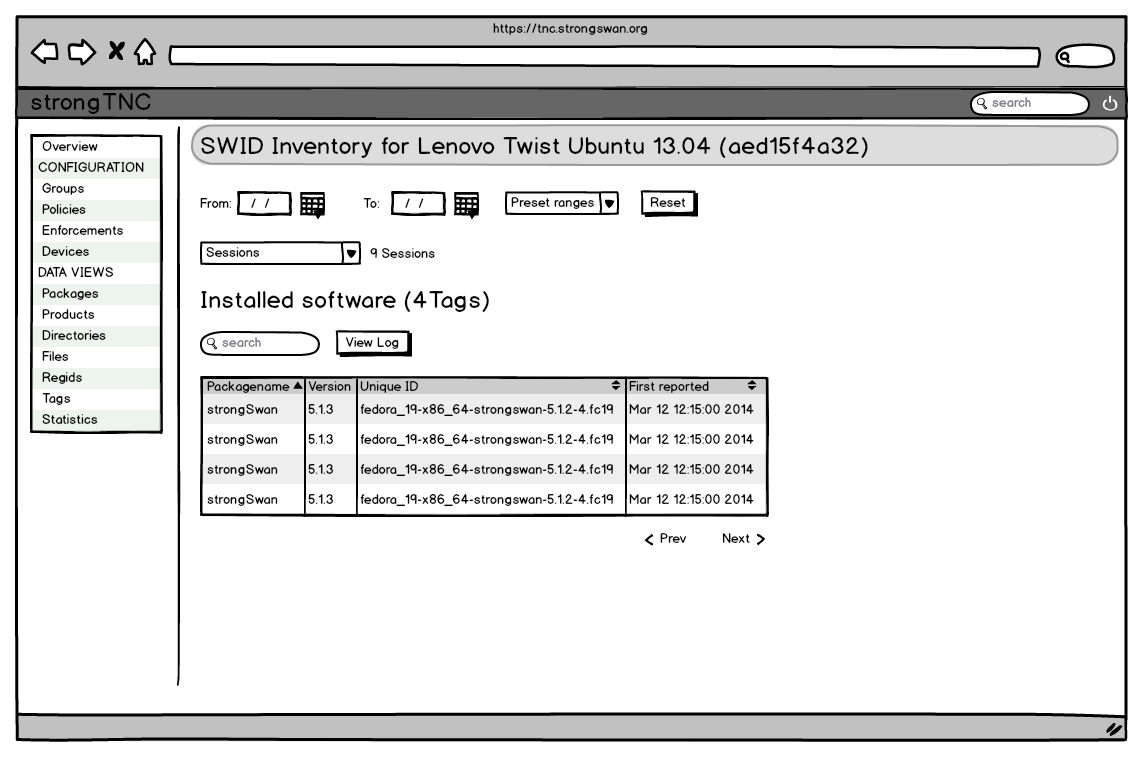 https://tnc.strongswan.org
strongTNC
search
Overview
CONFIGURATION
Groups
Policies
Enforcements
Devices
DATA VIEWS
Packages
Products
Directories
Files
Regids
Tags
Statistics
SWID Inventory for Lenovo Twist Ubuntu 13.04 (aed15f4a32)
From: / / To: / / Preset ranges Reset
Sessions 9 Sessions
Installed software (4Tags)
search View Log
Packagename Version Unique ID First reported
strongSwan 5.1.3 fedora_19-x86_64-strongswan-5.1.2-4.fc19 Mar 12 12:15:00 2014
strongSwan 5.1.3 fedora_19-x86_64-strongswan-5.1.2-4.fc19 Mar 12 12:15:00 2014
strongSwan 5.1.3 fedora_19-x86_64-strongswan-5.1.2-4.fc19 Mar 12 12:15:00 2014
strongSwan 5.1.3 fedora_19-x86_64-strongswan-5.1.2-4.fc19 Mar 12 12:15:00 2014
Prev Next